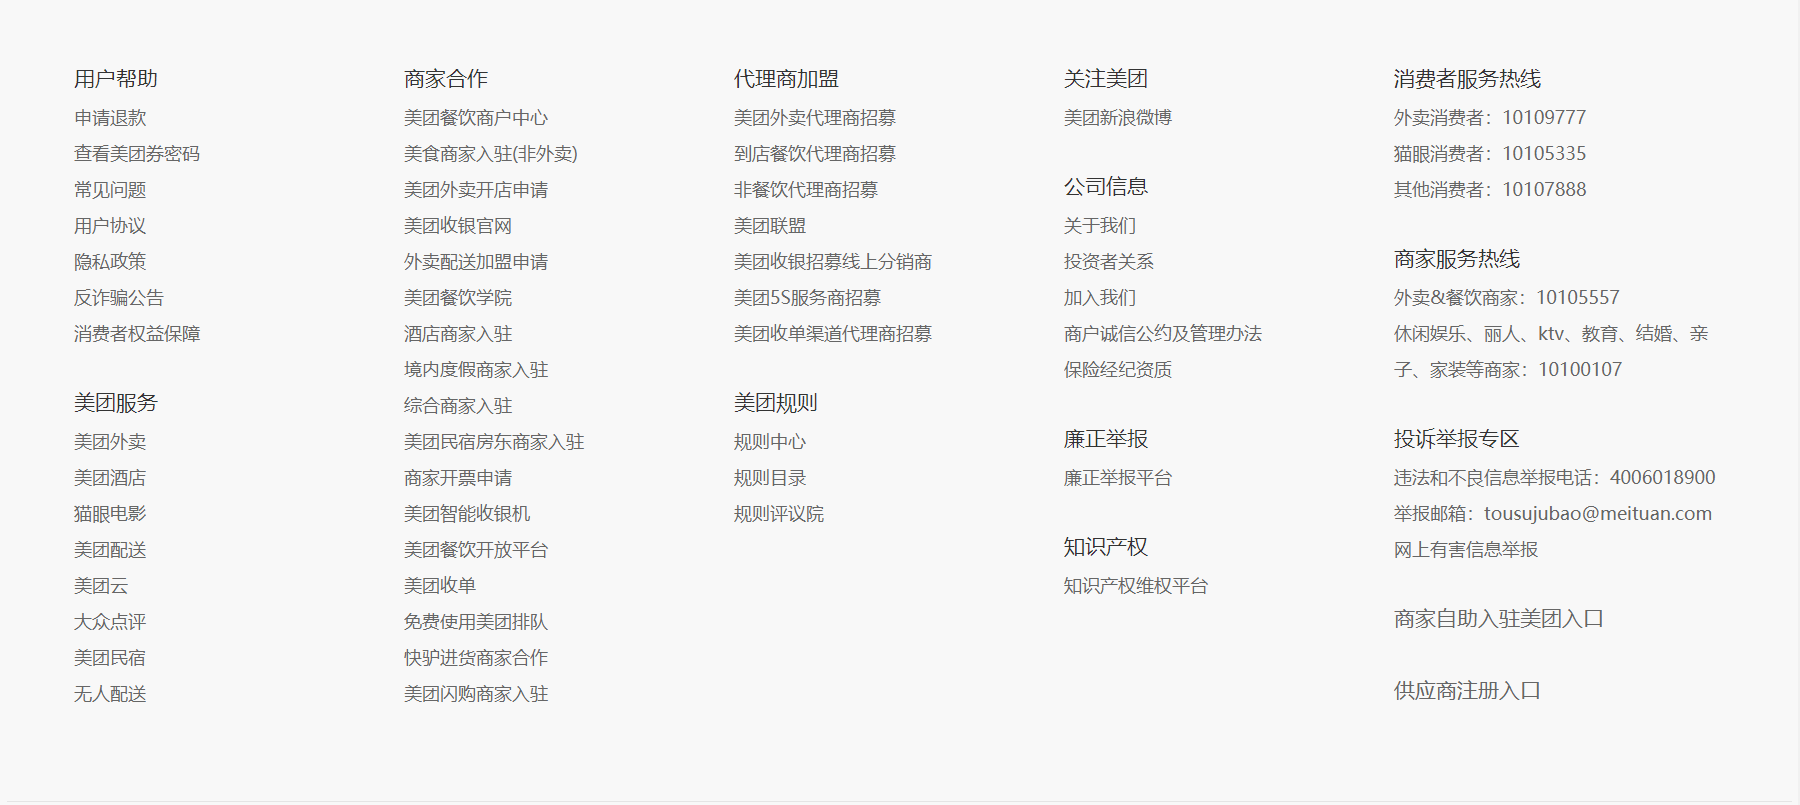 用户帮助
申请退款
查看美团券密码
常见问题
用户协议
隐私政策
反诈骗公告
消费者权益保障
美团服务
美团外卖
美团酒店
猫眼电影
美团配送
美团云
大众点评
美团民宿
无人配送
商家合作
美团餐饮商户中心
美食商家入驻(非外卖)
美团外卖开店申请
美团收银官网
外卖配送加盟申请
美团餐饮学院
酒店商家入驻
境内度假商家入驻
综合商家入驻
美团民宿房东商家入驻
商家开票申请
美团智能收银机
美团餐饮开放平台
美团收单
免费使用美团排队
快驴进货商家合作
美团闪购商家入驻
代理商加盟
美团外卖代理商招募
到店餐饮代理商招募
非餐饮代理商招募
美团联盟
美团收银招募线上分销商
美团5S服务商招募
美团收单渠道代理商招募
美团规则
规则中心
规则目录
规则评议院
关注美团
美团新浪微博
公司信息
关于我们
投资者关系
加入我们
商户诚信公约及管理办法
保险经纪资质
廉正举报
廉正举报平台
知识产权
知识产权维权平台
消费者服务热线
外卖消费者：10109777
猫眼消费者：10105335
其他消费者：10107888
商家服务热线
外卖&餐饮商家：10105557
休闲娱乐、丽人、ktv、教育、结婚、亲
子、家装等商家：10100107
投诉举报专区
违法和不良信息举报电话：4006018900
举报邮箱：tousujubao@meituan.com
网上有害信息举报
商家自助入驻美团入口
供应商注册入口